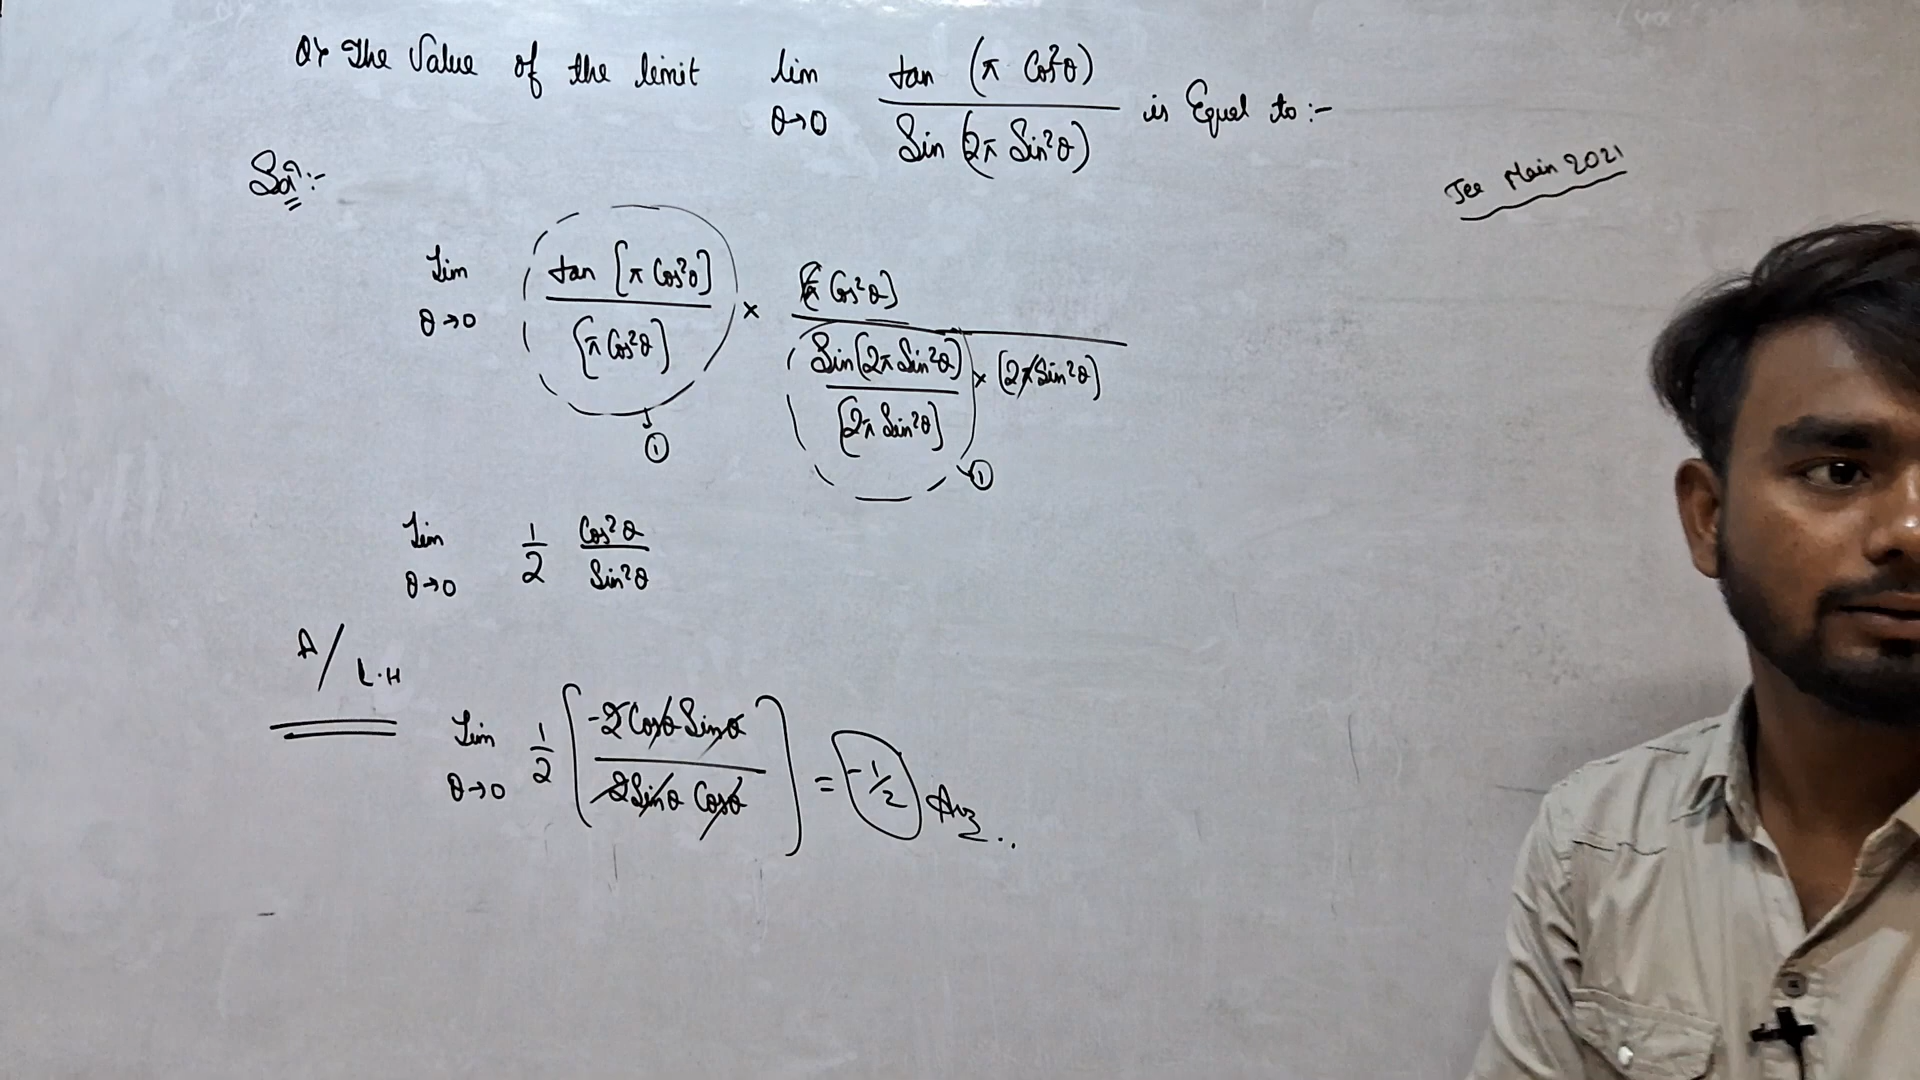 Q> The Value of the limit lim θ→0 tan (π Cos²θ) / Sin (2π Sin²θ) is Equal to :-
Jee Main 2021
Solⁿ:-
Lim θ→0 tan [π Cos²θ] / [π Cos²θ] × [π Cos²θ] / Sin[2π Sin²θ] / [2π Sin²θ] × [2π Sin²θ]
① ①
Lim θ→0 1/2 Cos²θ / Sin²θ
A/L.H
Lim θ→0 1/2 [-2 Cosθ Sinθ / 2 Sinθ Cosθ] = -1/2 Ans..